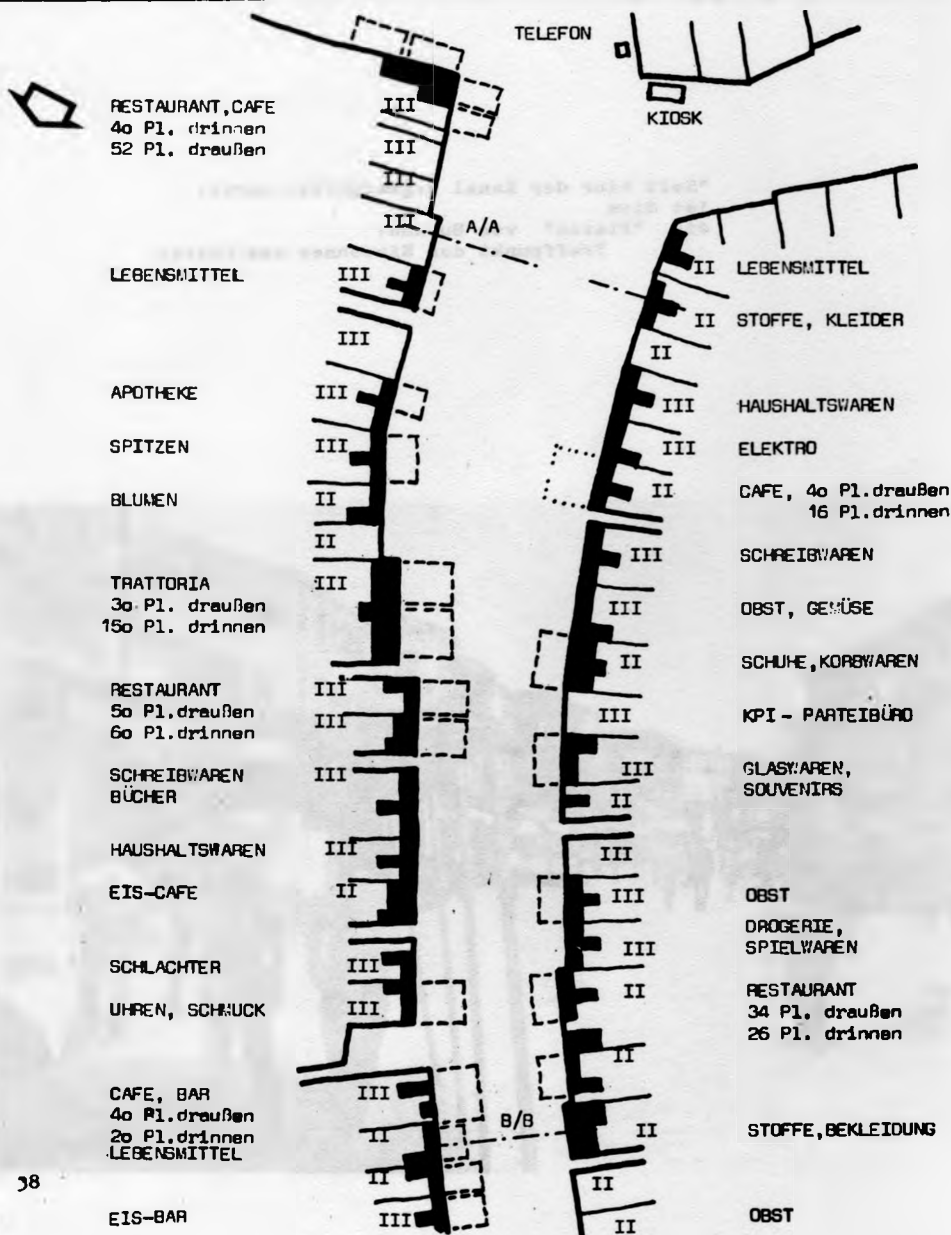 TELEFON
KIOSK
RESTAURANT,CAFE
4o Pl. drinnen
52 Pl. draußen
III
III
III
III
A/A
LEBENSMITTEL
III
III
APOTHEKE
III
SPITZEN
III
BLUMEN
II
II
TRATTORIA
3o Pl. draußen
15o Pl. drinnen
III
RESTAURANT
5o Pl.draußen
6o Pl.drinnen
III
III
SCHREIBWAREN
BÜCHER
III
HAUSHALTSWAREN
III
EIS-CAFE
II
SCHLACHTER
III
UHREN, SCHMUCK
III
CAFE, BAR
4o Pl.draußen
2o Pl.drinnen
LEBENSMITTEL
III
II
II
B/B
38
EIS-BAR
III
II LEBENSMITTEL
II STOFFE, KLEIDER
II
III HAUSHALTSWAREN
III ELEKTRO
II CAFE, 4o Pl.draußen
16 Pl.drinnen
III SCHREIBWAREN
III OBST, GEMÜSE
II SCHUHE,KORBWAREN
III KPI - PARTEIBÜRO
III GLASWAREN,
SOUVENIRS
II
III
III OBST
III DROGERIE,
SPIELWAREN
II RESTAURANT
34 Pl. draußen
26 Pl. drinnen
II
II STOFFE,BEKLEIDUNG
II
II OBST